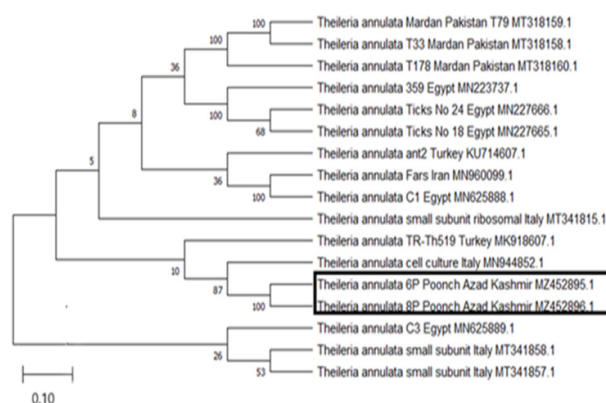 Theileria annulata Mardan Pakistan T79 MT318159.1
Theileria annulata T33 Mardan Pakistan MT318158.1
Theileria annulata T178 Mardan Pakistan MT318160.1
Theileria annulata 359 Egypt MN223737.1
Theileria annulata Ticks No 24 Egypt MN227666.1
Theileria annulata Ticks No 18 Egypt MN227665.1
Theileria annulata ant2 Turkey KU714607.1
Theileria annulata Fars Iran MN960099.1
Theileria annulata C1 Egypt MN625888.1
Theileria annulata small subunit ribosomal Italy MT341815.1
Theileria annulata TR-Th519 Turkey MK918607.1
Theileria annulata cell culture Italy MN944852.1
Theileria annulata 6P Poonch Azad Kashmir MZ452895.1
Theileria annulata 8P Poonch Azad Kashmir MZ452896.1
Theileria annulata C3 Egypt MN625889.1
Theileria annulata small subunit Italy MT341858.1
Theileria annulata small subunit Italy MT341857.1
100
100
36
100
68
8
36
100
5
10
87
100
26
53
0.10